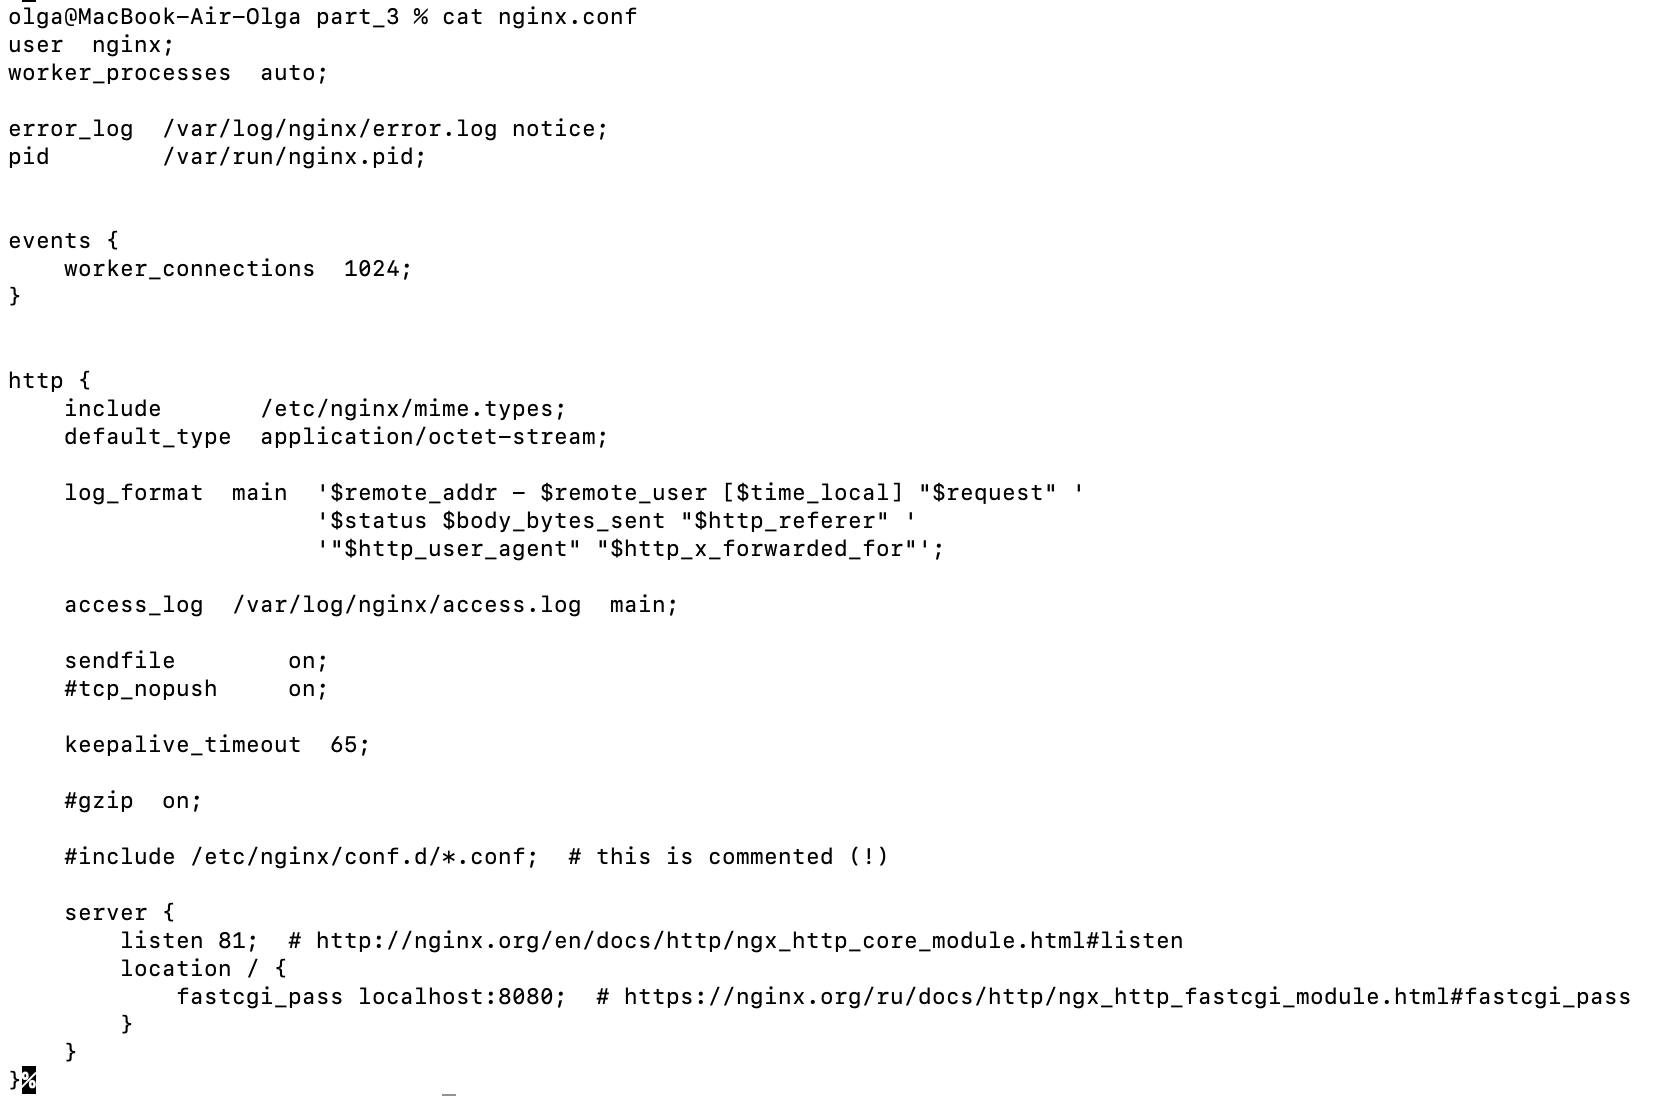 olga@MacBook-Air-Olga part_3 % cat nginx.conf
user  nginx;
worker_processes  auto;

error_log  /var/log/nginx/error.log notice;
pid        /var/run/nginx.pid;


events {
    worker_connections  1024;
}


http {
    include       /etc/nginx/mime.types;
    default_type  application/octet-stream;

    log_format  main  '$remote_addr - $remote_user [$time_local] "$request" '
                      '$status $body_bytes_sent "$http_referer" '
                      '"$http_user_agent" "$http_x_forwarded_for"';

    access_log  /var/log/nginx/access.log  main;

    sendfile        on;
    #tcp_nopush     on;

    keepalive_timeout  65;

    #gzip  on;

    #include /etc/nginx/conf.d/*.conf;  # this is commented (!)

    server {
        listen 81;  # http://nginx.org/en/docs/http/ngx_http_core_module.html#listen
        location / {
            fastcgi_pass localhost:8080;  # https://nginx.org/ru/docs/http/ngx_http_fastcgi_module.html#fastcgi_pass
        }
    }
}%